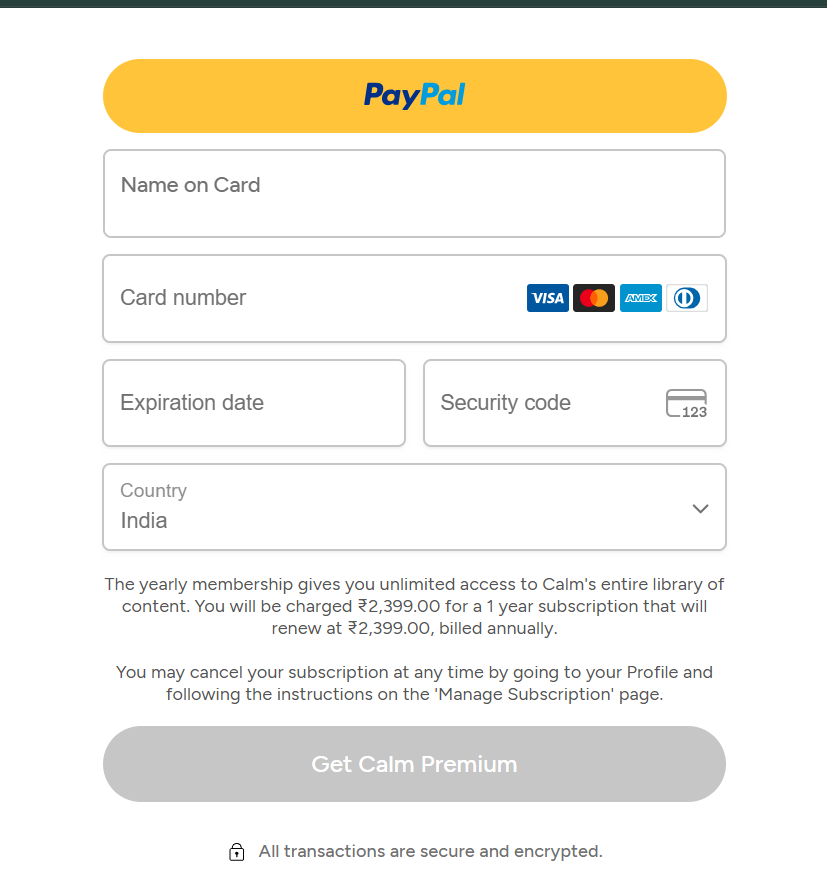 PayPal
Name on Card
Card number
VISA
AMEX
Expiration date
Security code
123
Country
India
The yearly membership gives you unlimited access to Calm's entire library of
content. You will be charged ₹2,399.00 for a 1 year subscription that will
renew at ₹2,399.00, billed annually.
You may cancel your subscription at any time by going to your Profile and
following the instructions on the 'Manage Subscription' page.
Get Calm Premium
All transactions are secure and encrypted.